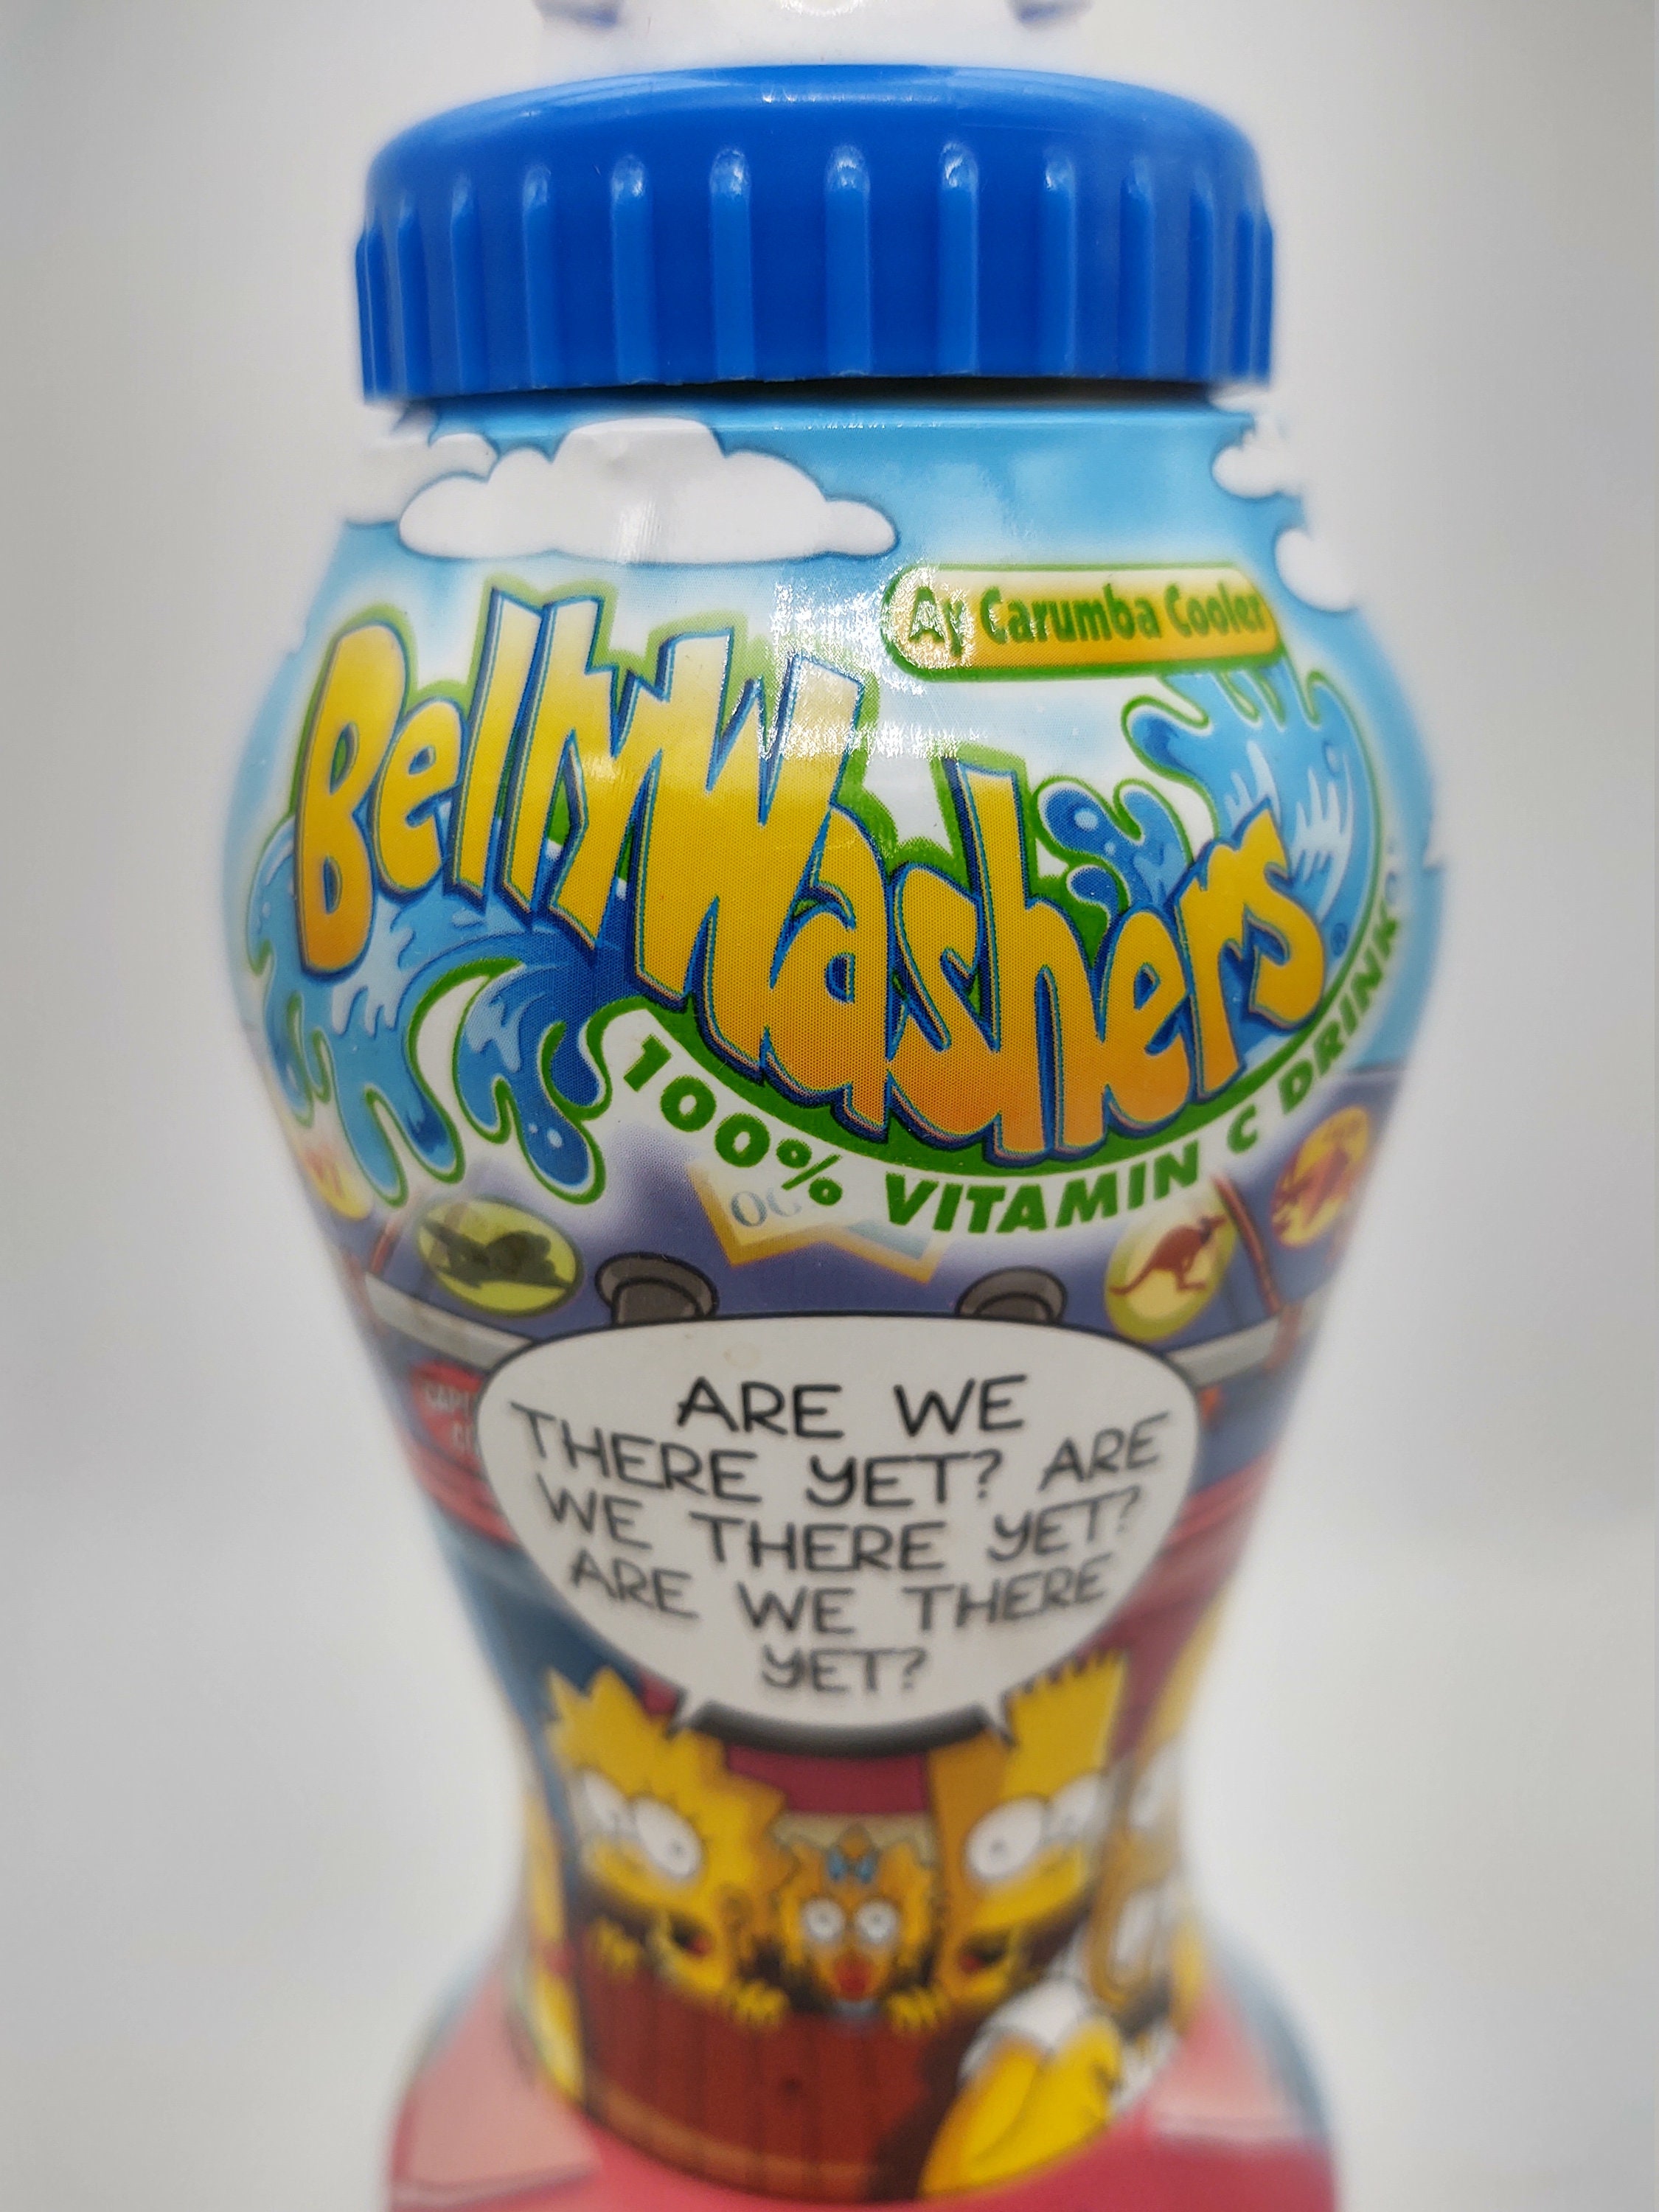 Ay Carumba Cooler
BellyWashers®
100% VITAMIN C DRINK
ARE WE
THERE YET? ARE
WE THERE YET?
ARE WE THERE
YET?